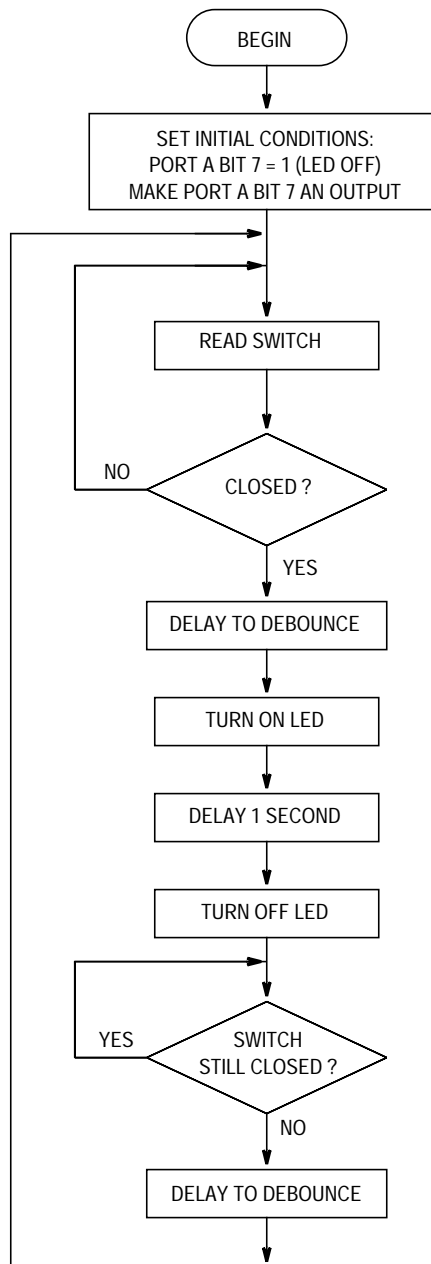 BEGIN
SET INITIAL CONDITIONS:
PORT A BIT 7 = 1 (LED OFF)
MAKE PORT A BIT 7 AN OUTPUT
READ SWITCH
NO
CLOSED ?
YES
DELAY TO DEBOUNCE
TURN ON LED
DELAY 1 SECOND
TURN OFF LED
YES
SWITCH
STILL CLOSED ?
NO
DELAY TO DEBOUNCE